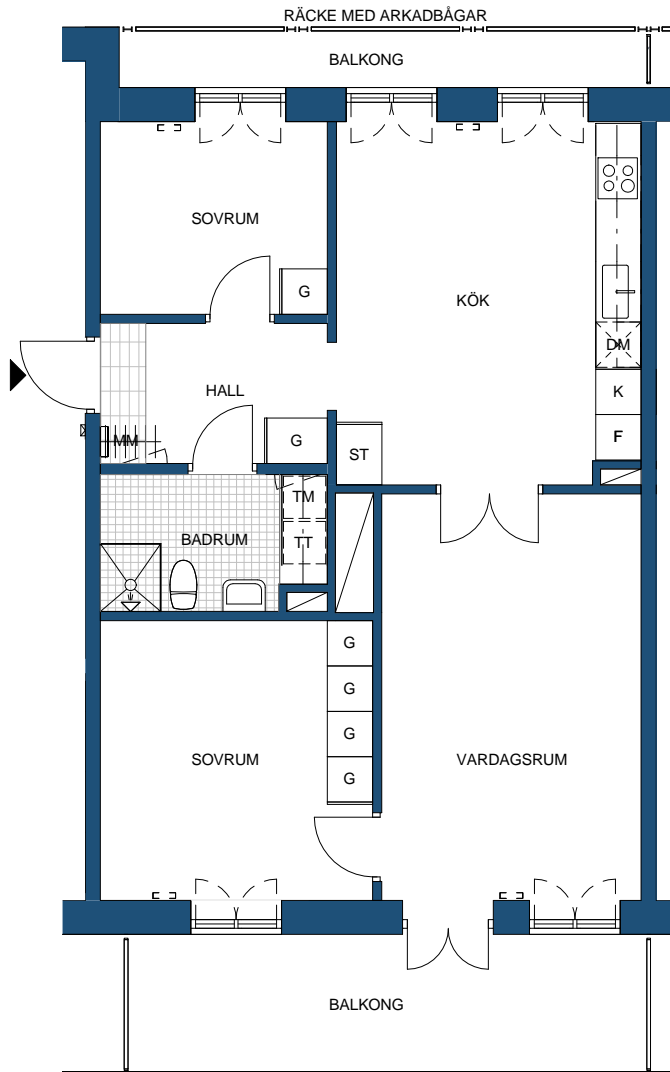 RÄCKE MED ARKADBÅGAR
BALKONG
SOVRUM
KÖK
G
DM
K
HALL
F
MM
G
ST
TM
BADRUM
TT
G
G
G
SOVRUM
VARDAGSRUM
G
BALKONG